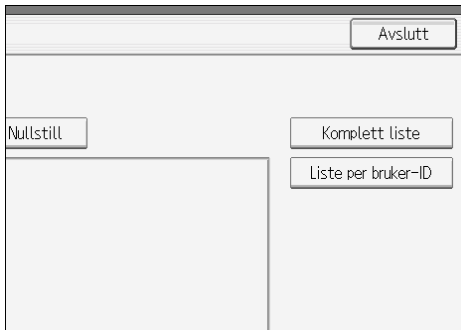 Avslutt
Nullstill
Komplett liste
Liste per bruker-ID